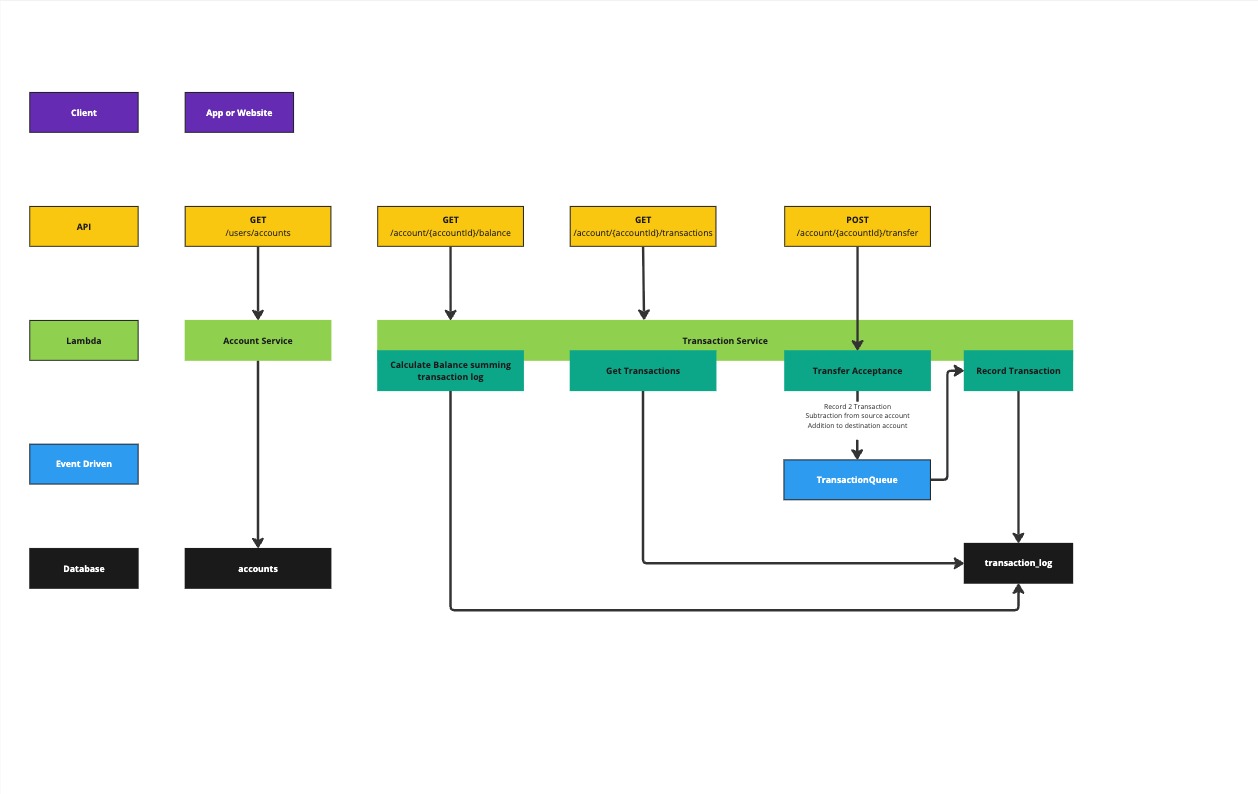 Client
App or Website
API
GET
/users/accounts
GET
/account/{accountId}/balance
GET
/account/{accountId}/transactions
POST
/account/{accountId}/transfer
Lambda
Account Service
Transaction Service
Calculate Balance summing
transaction log
Get Transactions
Transfer Acceptance
Record Transaction
Record 2 Transaction
Subtraction from source account
Addition to destination account
Event Driven
TransactionQueue
Database
accounts
transaction_log